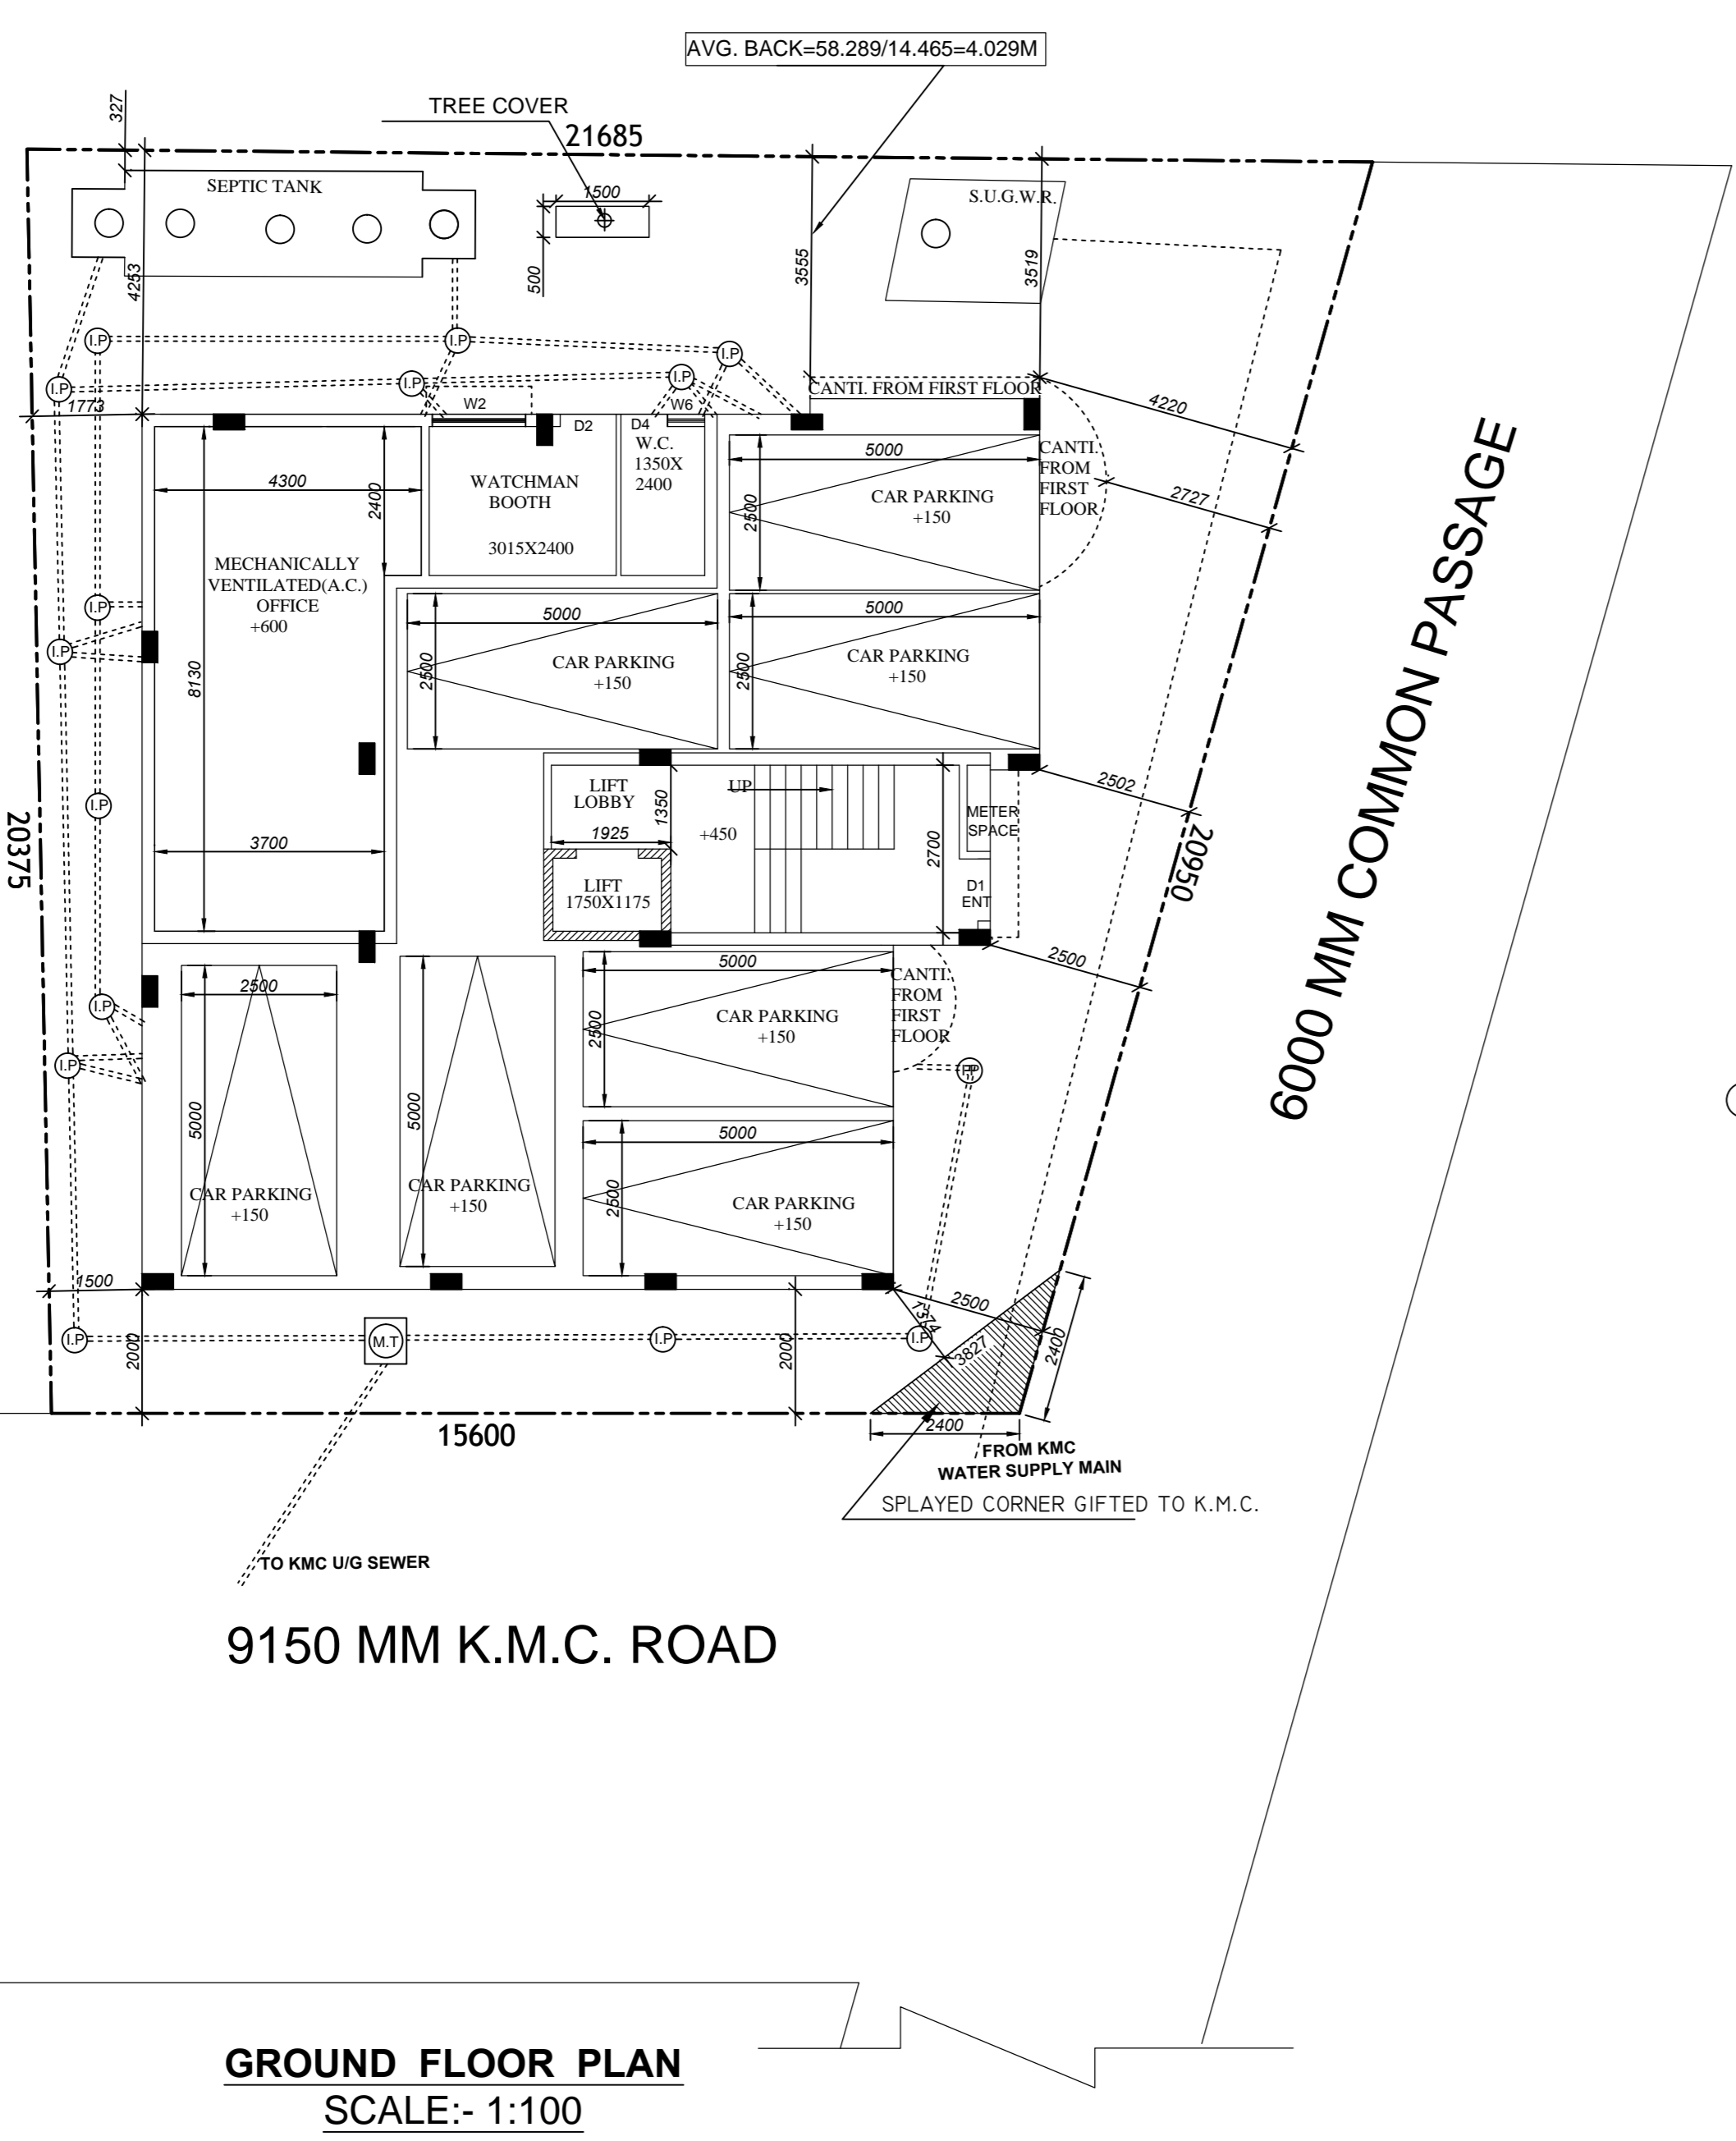 AVG. BACK=58.289/14.465=4.029M
327
TREE COVER
21685
SEPTIC TANK
1500
S.U.G.W.R.
4253
500
3555
3519
I.P
I.P
I.P
I.P
I.P
I.P
CANTI. FROM FIRST FLOOR
1773
W2
D2
D4
W6
4220
W.C.
1350X
2400
4300
2400
WATCHMAN
BOOTH
3015X2400
5000
2500
CAR PARKING
+150
CANTI.
FROM
FIRST
FLOOR
2727
MECHANICALLY
VENTILATED(A.C.)
OFFICE
+600
8130
3700
I.P
I.P
5000
2500
CAR PARKING
+150
5000
2500
CAR PARKING
+150
6000 MM COMMON PASSAGE
20375
I.P
LIFT
LOBBY
1350
1925
UP
+450
2700
METER
SPACE
2502
20950
LIFT
1750X1175
D1
ENT
2500
I.P
I.P
2500
5000
CAR PARKING
+150
5000
CAR PARKING
+150
5000
2500
CAR PARKING
+150
CANTI.
FROM
FIRST
FLOOR
5000
2500
CAR PARKING
+150
1500
2000
2000
2500
3827
2400
I.P
M.T
I.P
I.P
15600
2400
FROM KMC
WATER SUPPLY MAIN
SPLAYED CORNER GIFTED TO K.M.C.
TO KMC U/G SEWER
9150 MM K.M.C. ROAD
GROUND FLOOR PLAN
SCALE:- 1:100